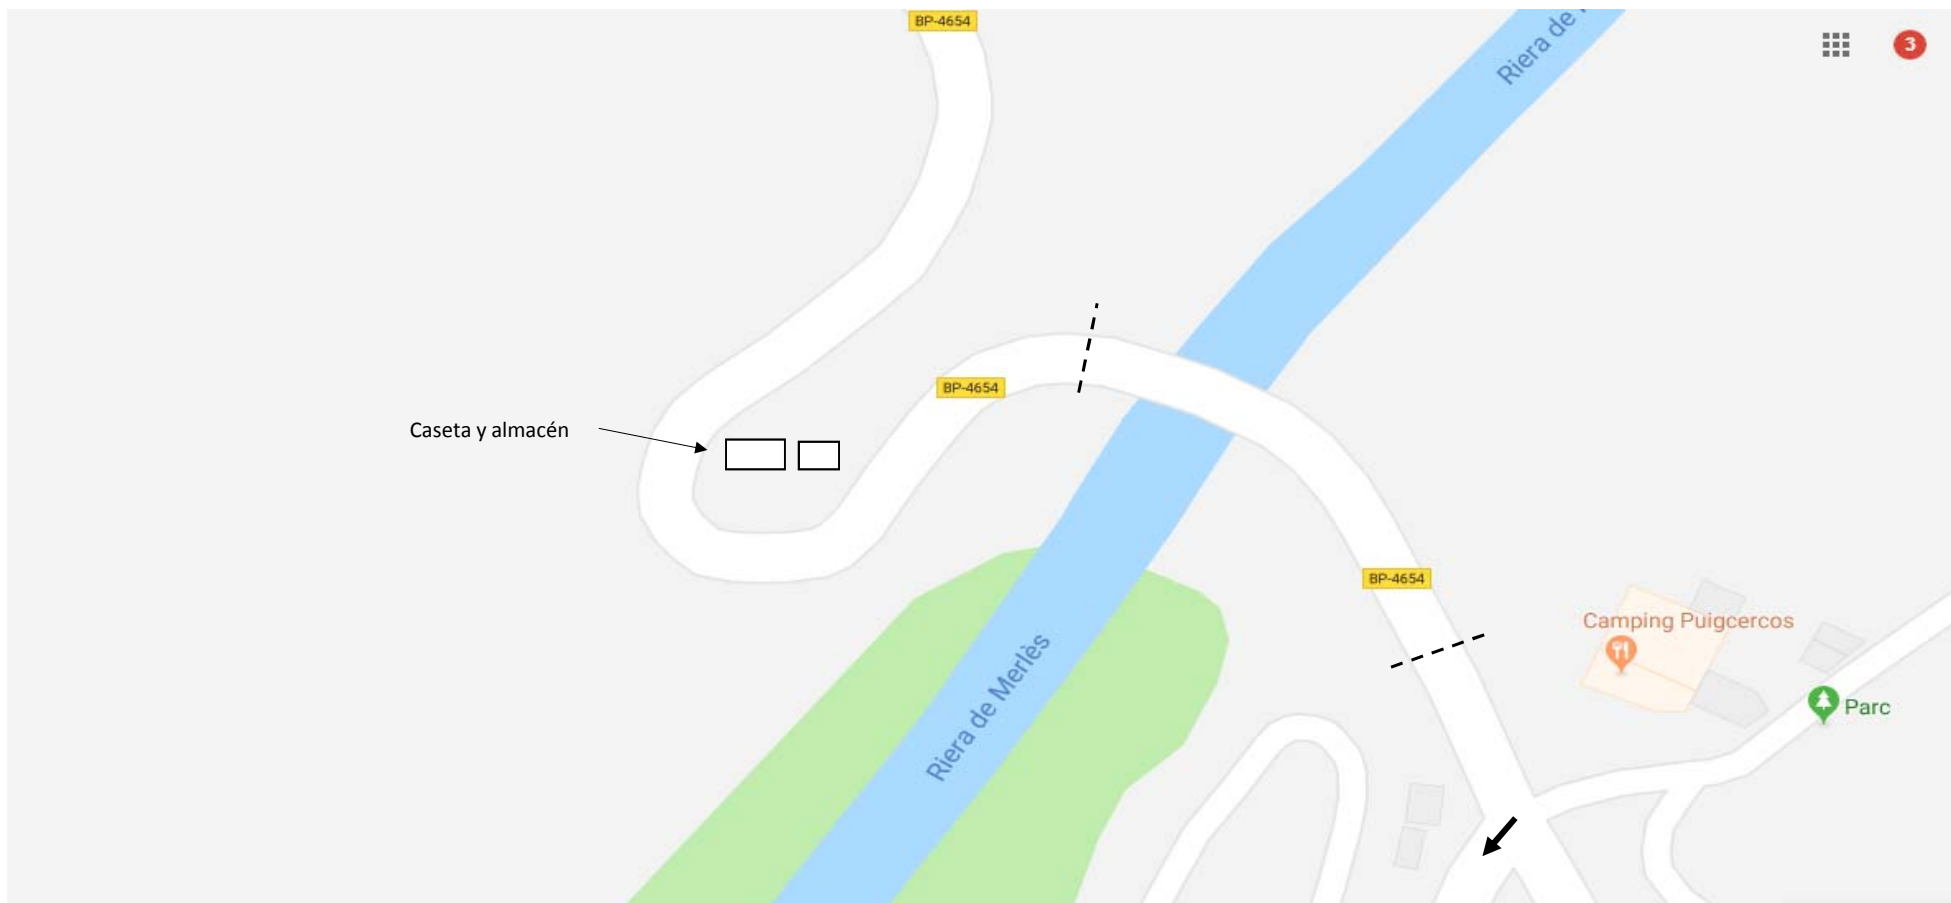 BP-4654
Riera de
3
BP-4654
Caseta y almacén
BP-4654
Camping Puigcercos
Riera de Merlès
Parc